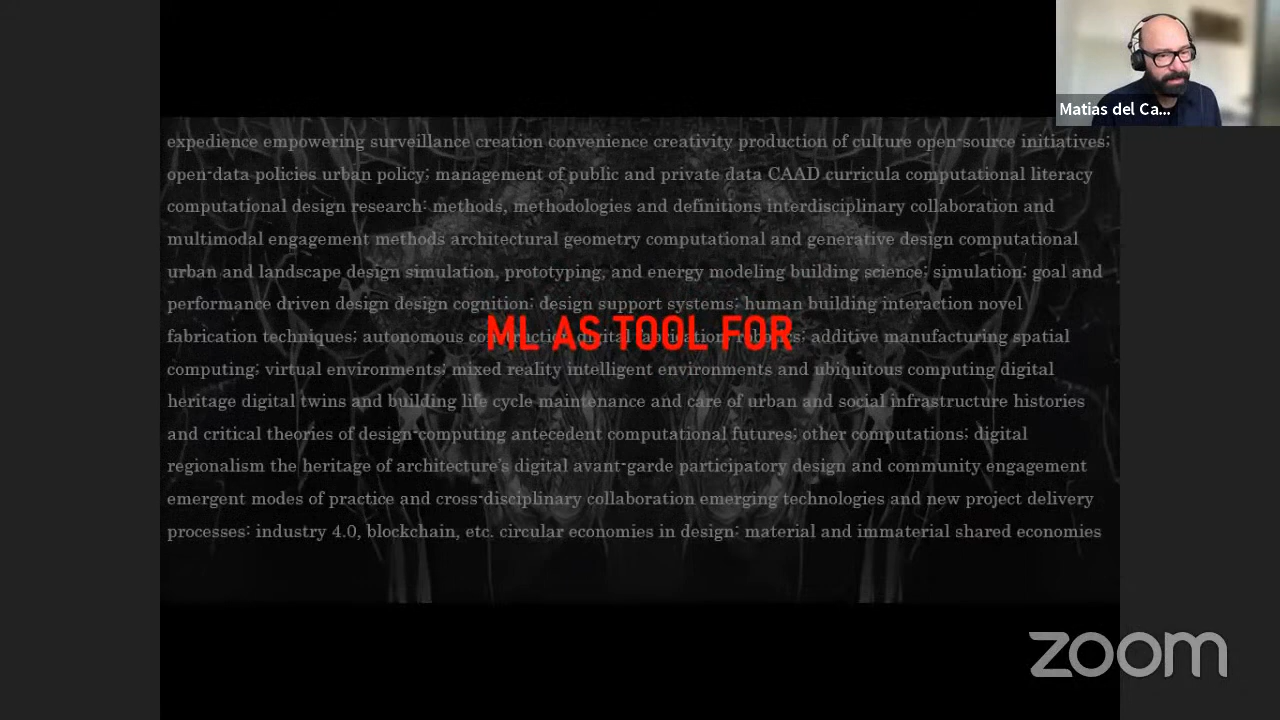 Matias del Ca...
expedience empowering surveillance creation convenience creativity production of culture open-source initiatives;
open-data policies urban policy; management of public and private data CAAD curricula computational literacy
computational design research: methods, methodologies and definitions interdisciplinary collaboration and
multimodal engagement methods architectural geometry computational and generative design computational
urban and landscape design simulation, prototyping, and energy modeling building science; simulation; goal and
performance driven design design cognition; design support systems; human building interaction novel
ML AS TOOL FOR
fabrication techniques; autonomous construction digital fabrication; robotics; additive manufacturing spatial
computing; virtual environments; mixed reality intelligent environments and ubiquitous computing digital
heritage digital twins and building life cycle maintenance and care of urban and social infrastructure histories
and critical theories of design-computing antecedent computational futures; other computations; digital
regionalism the heritage of architecture's digital avant-garde participatory design and community engagement
emergent modes of practice and cross-disciplinary collaboration emerging technologies and new project delivery
processes: industry 4.0, blockchain, etc. circular economies in design: material and immaterial shared economies
zoom